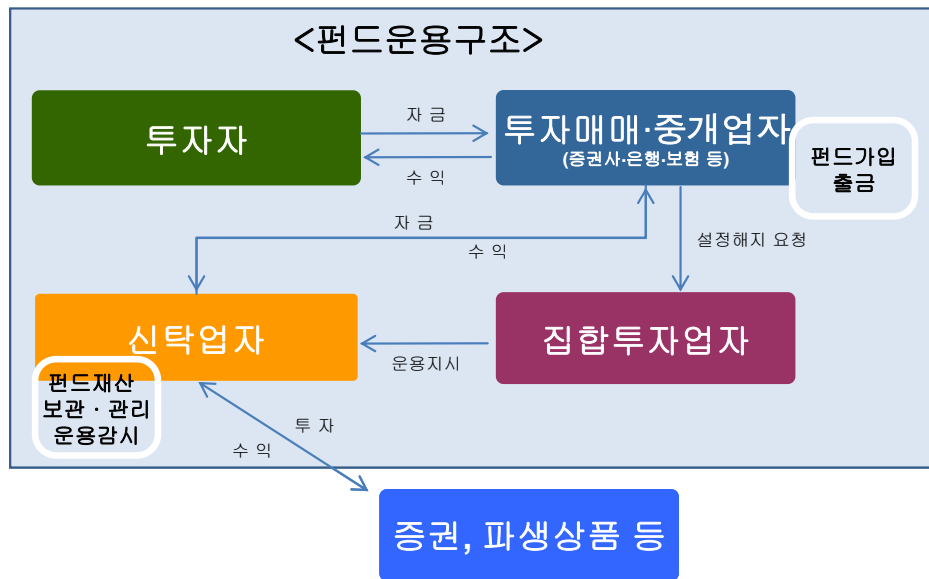 <펀드운용구조>
투자자
자 금
수 익
투자매매·중개업자
(증권사·은행·보험 등)
펀드가입
출금
자 금
수 익
설정해지 요청
신탁업자
운용지시
집합투자업자
펀드재산
보관 · 관리
운용감시
투 자
수 익
증권, 파생상품 등